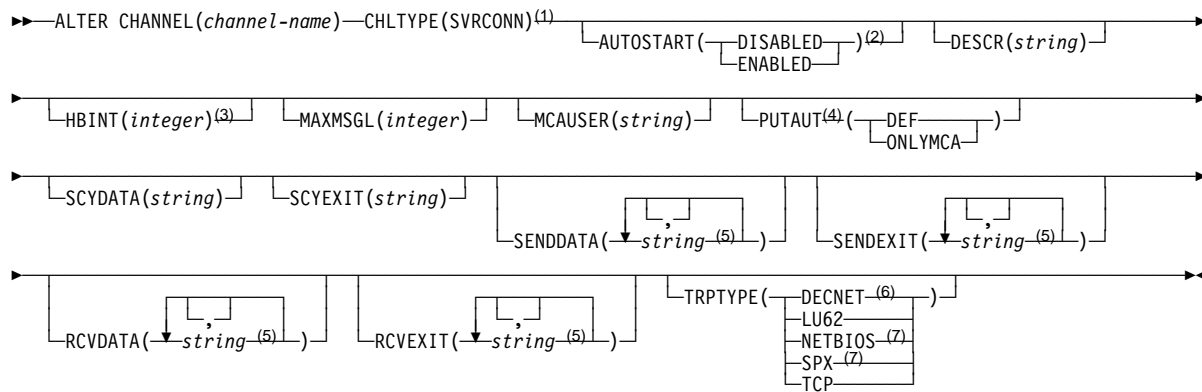 ALTER CHANNEL(channel-name) CHLTYPE(SVRCONN) (1) AUTOSTART( DISABLED ) (2) DESCR(string)
ENABLED
HBINT(integer) (3) MAXMSGL(integer) MCAUSER(string) PUTAUT (4) ( DEF )
ONLYMCA
SCYDATA(string) SCYEXIT(string) , ,
SENDDATA( string (5) ) SENDEXIT( string (5) )
, , TRPTYPE( DECNET (6) )
RCVDATA( string (5) ) RCVEXIT( string (5) ) LU62
NETBIOS (7)
SPX (7)
TCP